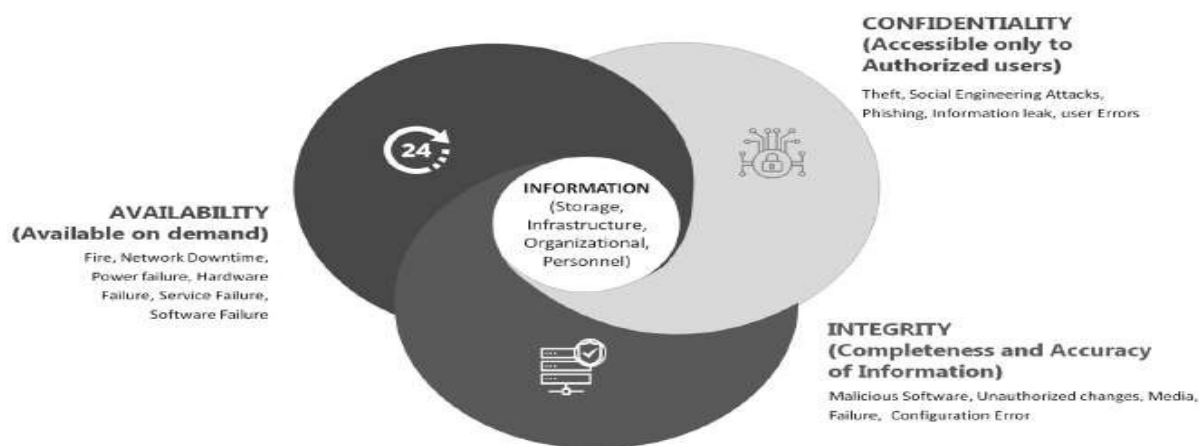 CONFIDENTIALITY
(Accessible only to
Authorized users)
Theft, Social Engineering Attacks,
Phishing, Information leak, user Errors
24
INFORMATION
(Storage,
Infrastructure,
Organizational,
Personnel)
AVAILABILITY
(Available on demand)
Fire, Network Downtime,
Power failure, Hardware
Failure, Service Failure,
Software Failure
INTEGRITY
(Completeness and Accuracy
of Information)
Malicious Software, Unauthorized changes, Media,
Failure, Configuration Error